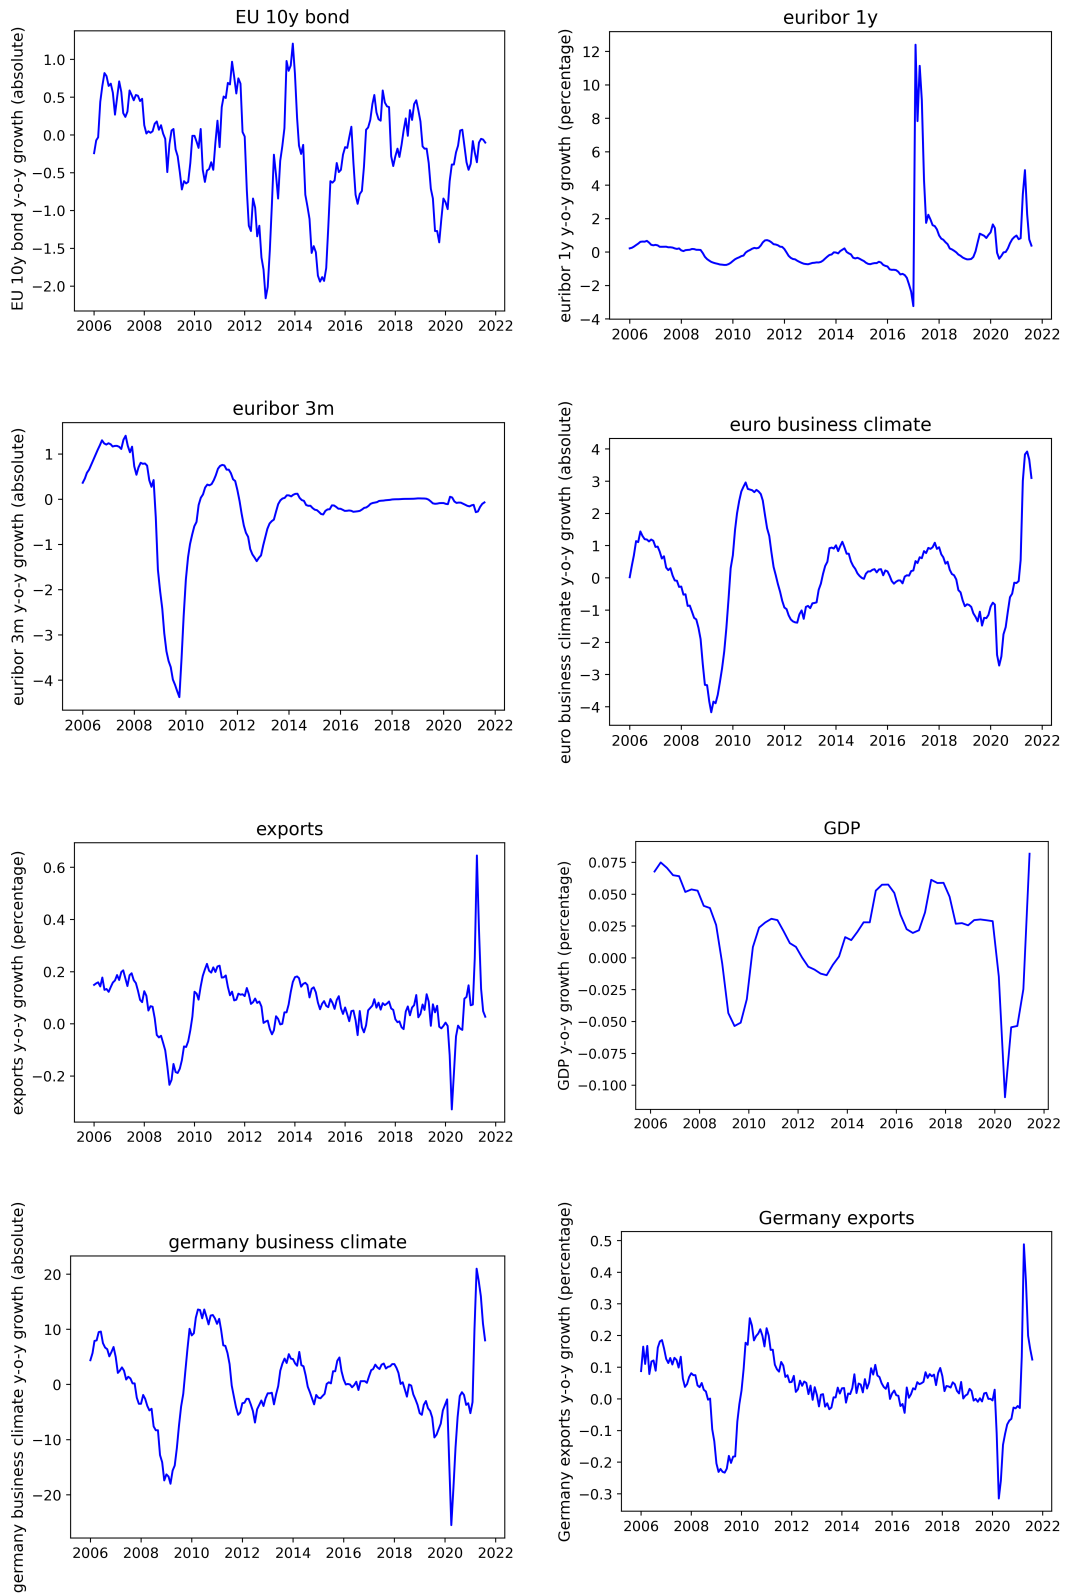 EU 10y bond
EU 10y bond y-o-y growth (absolute)
1.0
0.5
0.0
−0.5
−1.0
−1.5
−2.0
2006 2008 2010 2012 2014 2016 2018 2020 2022
euribor 1y
euribor 1y y-o-y growth (percentage)
12
10
8
6
4
2
0
−2
−4
2006 2008 2010 2012 2014 2016 2018 2020 2022
euribor 3m
euribor 3m y-o-y growth (absolute)
1
0
−1
−2
−3
−4
2006 2008 2010 2012 2014 2016 2018 2020 2022
euro business climate
euro business climate y-o-y growth (absolute)
4
3
2
1
0
−1
−2
−3
−4
2006 2008 2010 2012 2014 2016 2018 2020 2022
exports
exports y-o-y growth (percentage)
0.6
0.4
0.2
0.0
−0.2
2006 2008 2010 2012 2014 2016 2018 2020 2022
GDP
GDP y-o-y growth (percentage)
0.075
0.050
0.025
0.000
−0.025
−0.050
−0.075
−0.100
2006 2008 2010 2012 2014 2016 2018 2020 2022
germany business climate
germany business climate y-o-y growth (absolute)
20
10
0
−10
−20
2006 2008 2010 2012 2014 2016 2018 2020 2022
Germany exports
Germany exports y-o-y growth (percentage)
0.5
0.4
0.3
0.2
0.1
0.0
−0.1
−0.2
−0.3
2006 2008 2010 2012 2014 2016 2018 2020 2022